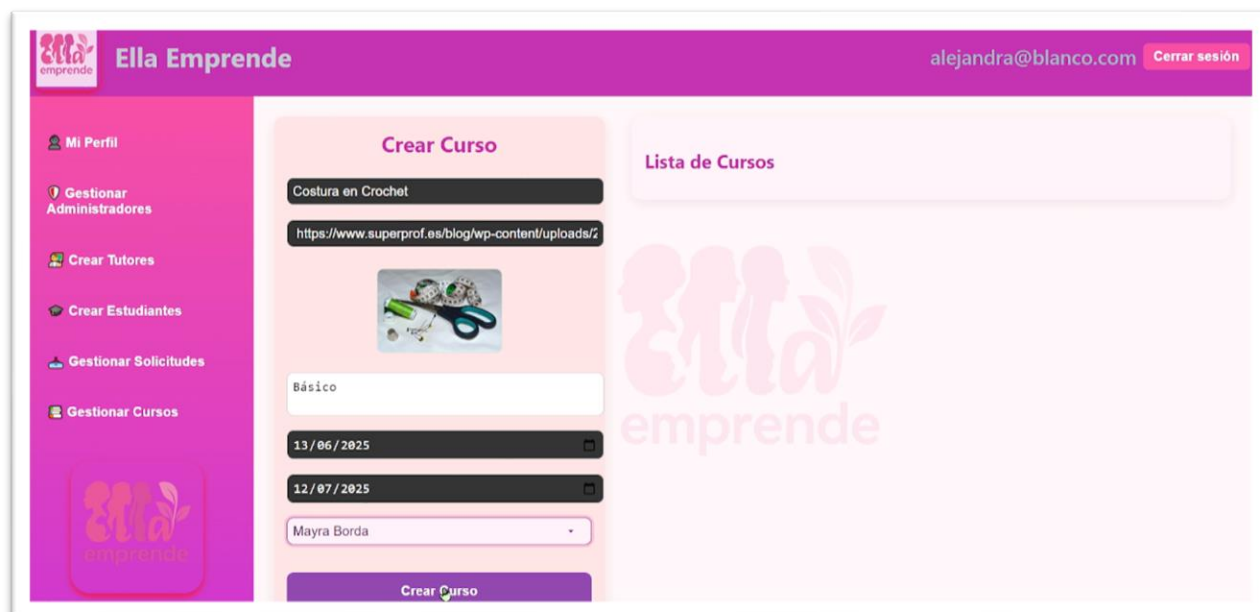 Ella
emprende
Ella Emprende
alejandra@blanco.com
Cerrar sesión
Mi Perfil
Gestionar
Administradores
Crear Tutores
Crear Estudiantes
Gestionar Solicitudes
Gestionar Cursos
Ella
emprende
Crear Curso
Costura en Crochet
https://www.superprof.es/blog/wp-content/uploads/2
Básico
13/06/2025
12/07/2025
Mayra Borda
Crear Curso
Lista de Cursos
Ella
emprende